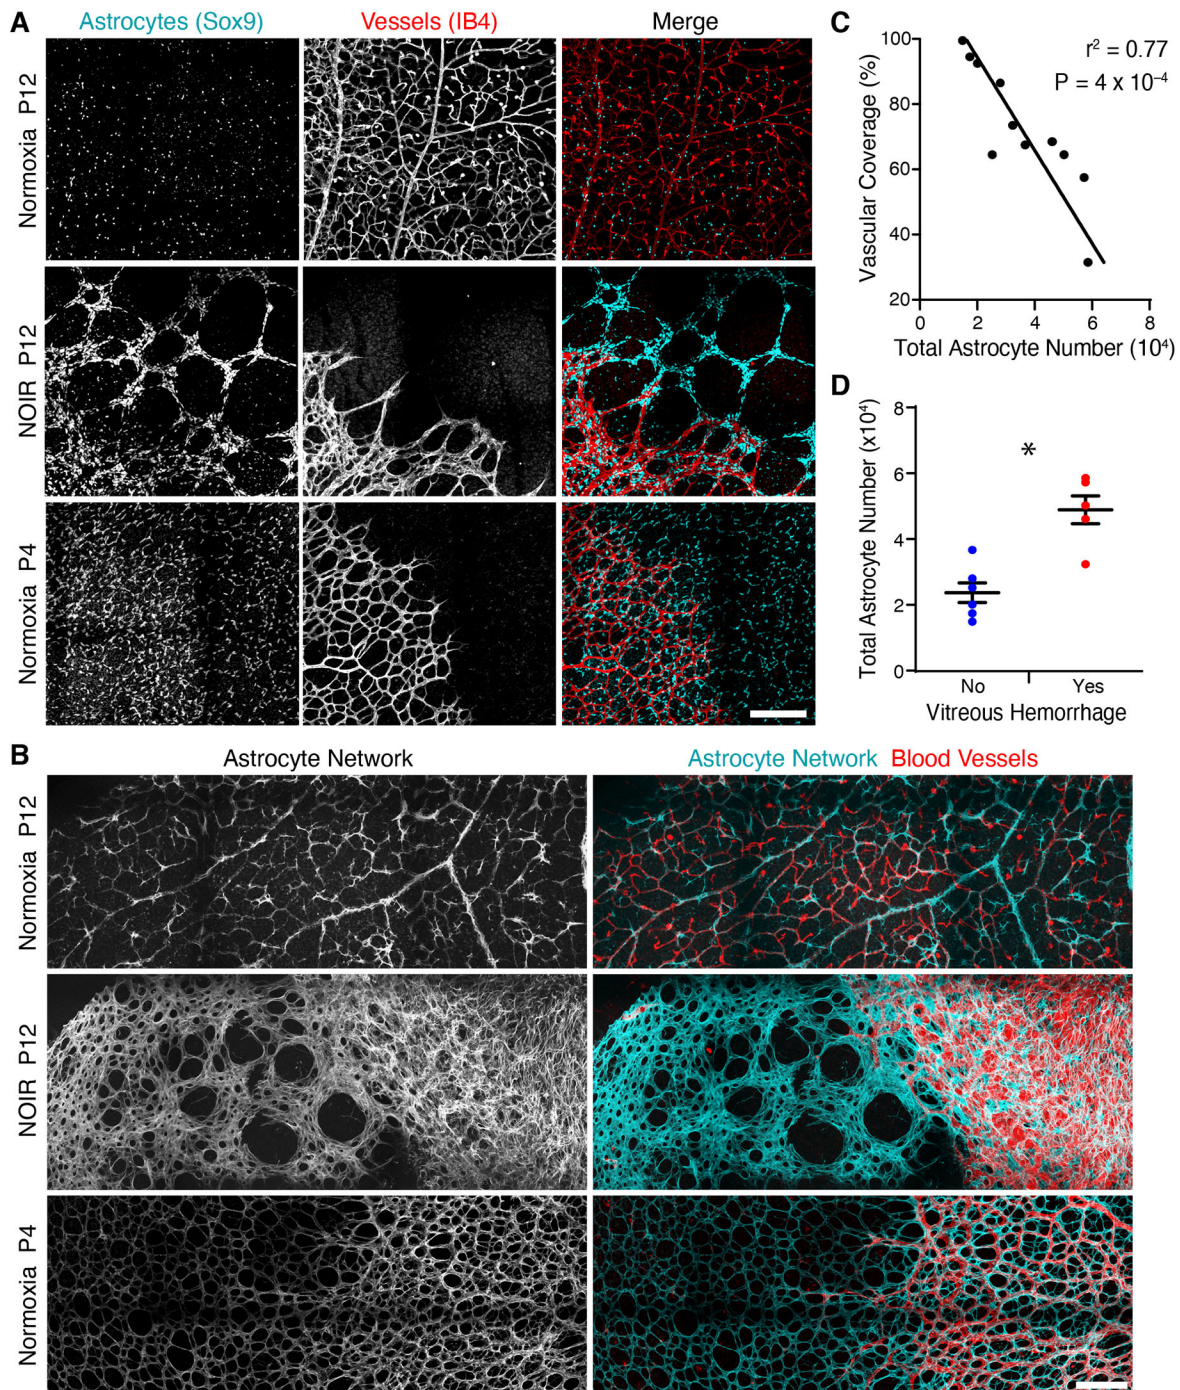 A
Astrocytes (Sox9)
Vessels (IB4)
Merge
Normoxia P12
NOIR P12
Normoxia P4
B
Astrocyte Network
Astrocyte Network Blood Vessels
Normoxia P12
NOIR P12
Normoxia P4
C
r² = 0.77
P = 4 x 10⁻⁴
Vascular Coverage (%)
100
80
60
40
20
0 2 4 6 8
Total Astrocyte Number (10⁴)
D
Total Astrocyte Number (x10⁴)
8
6
4
2
0
*
No Yes
Vitreous Hemorrhage